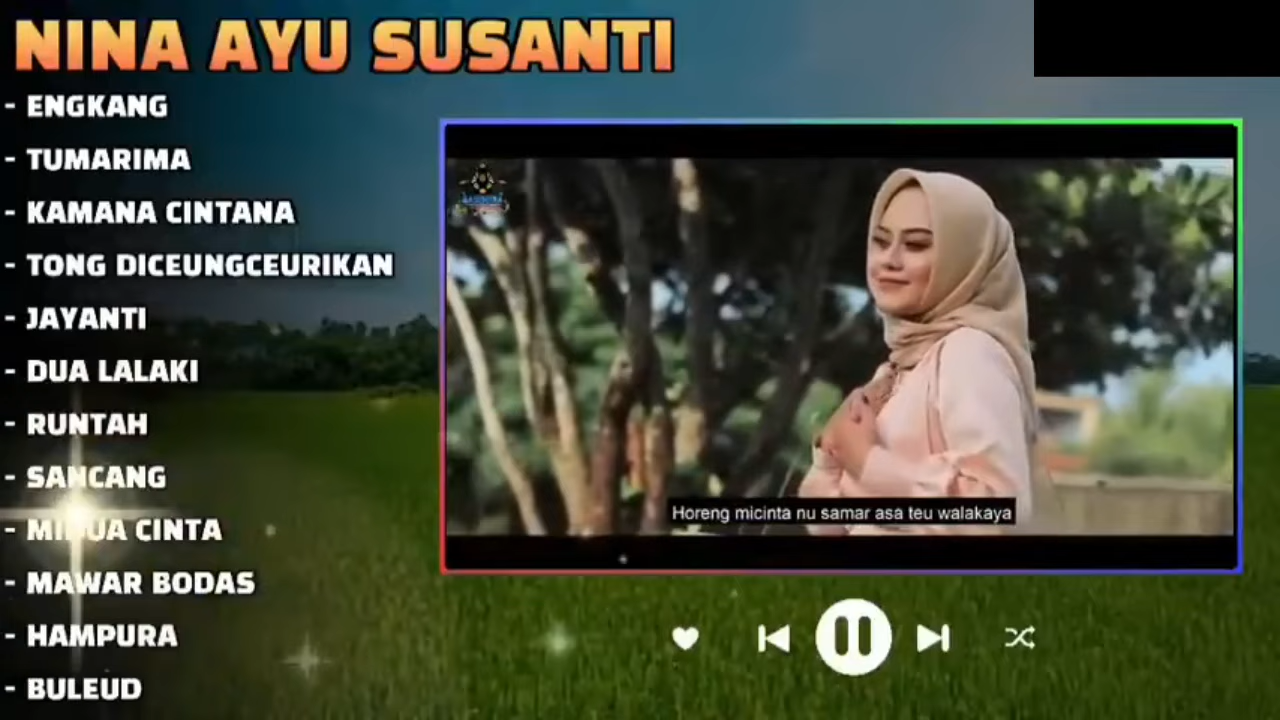 NINA AYU SUSANTI
- ENGKANG
- TUMARIMA
- KAMANA CINTANA
- TONG DICEUNGCEURIKAN
- JAYANTI
- DUA LALAKI
- RUNTAH
- SANCANG
- CINTA
- MAWAR BODAS
- HAMPURA
- BULEUD
Horeng micinta nu samar asa teu walakaya